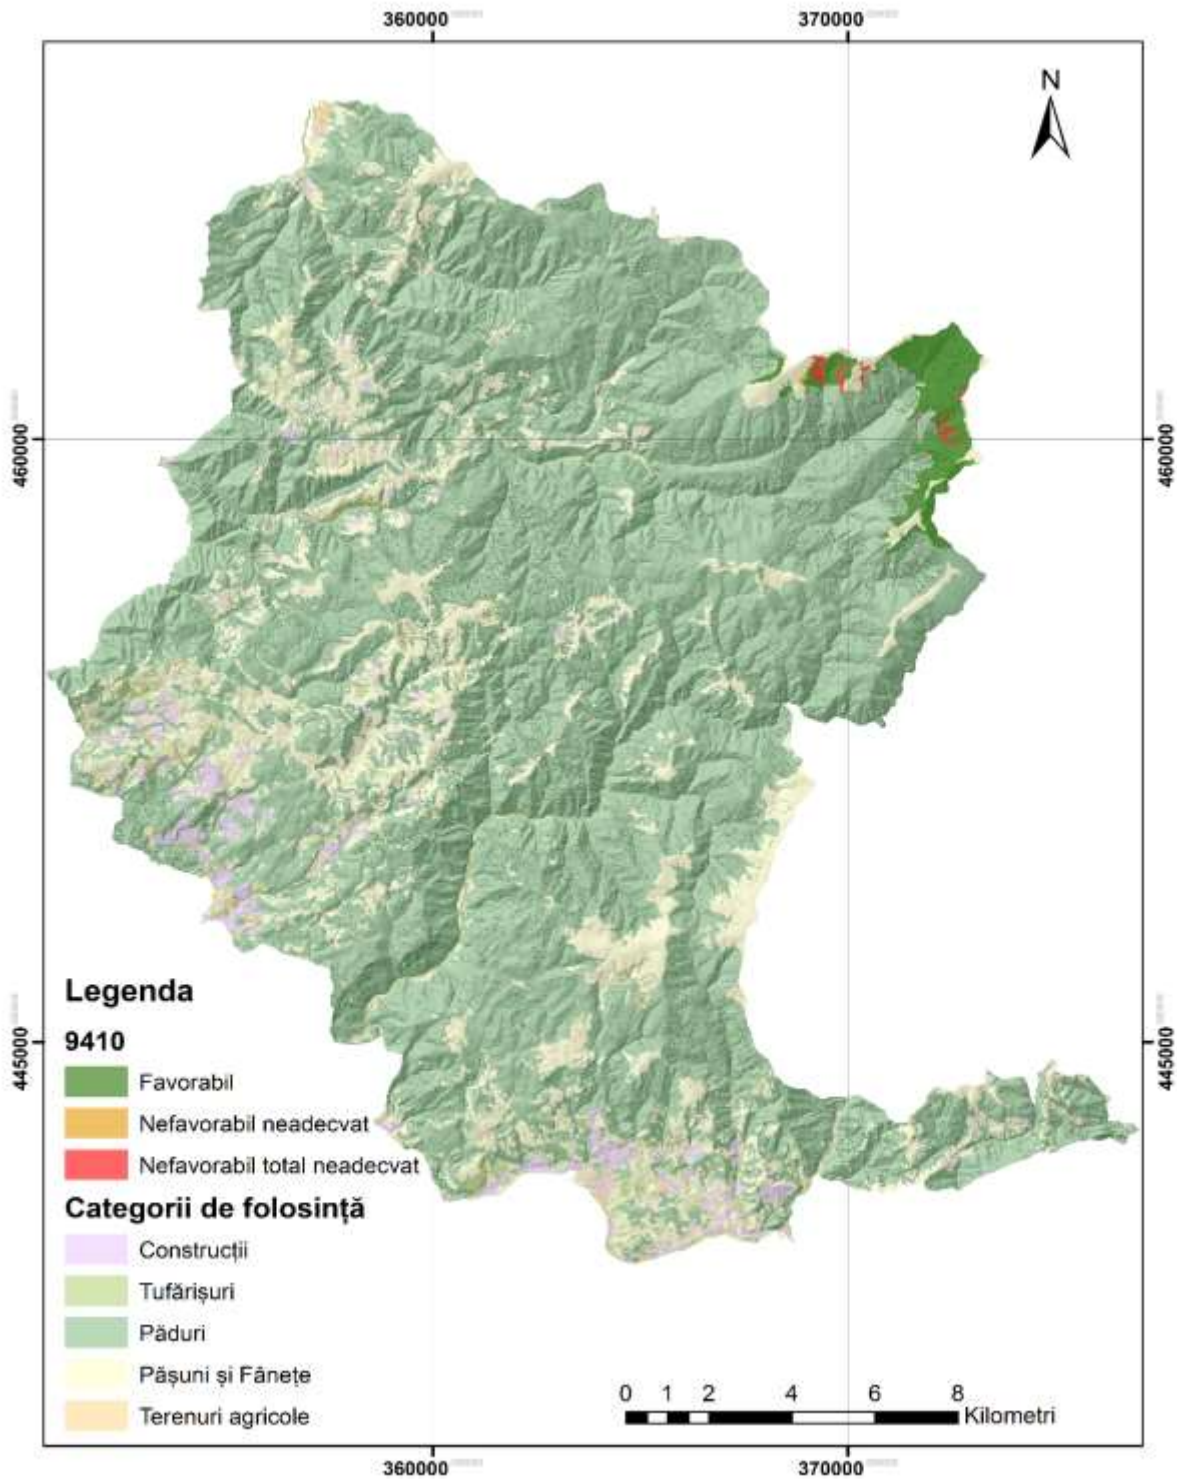 360000
370000
N
460000
460000
445000
445000
Legenda
9410
Favorabil
Nefavorabil neadecvat
Nefavorabil total neadecvat
Categorii de folosință
Construcții
Tufărișuri
Păduri
Pășuni și Fânețe
Terenuri agricole
0 1 2 4 6 8
Kilometri
360000
370000